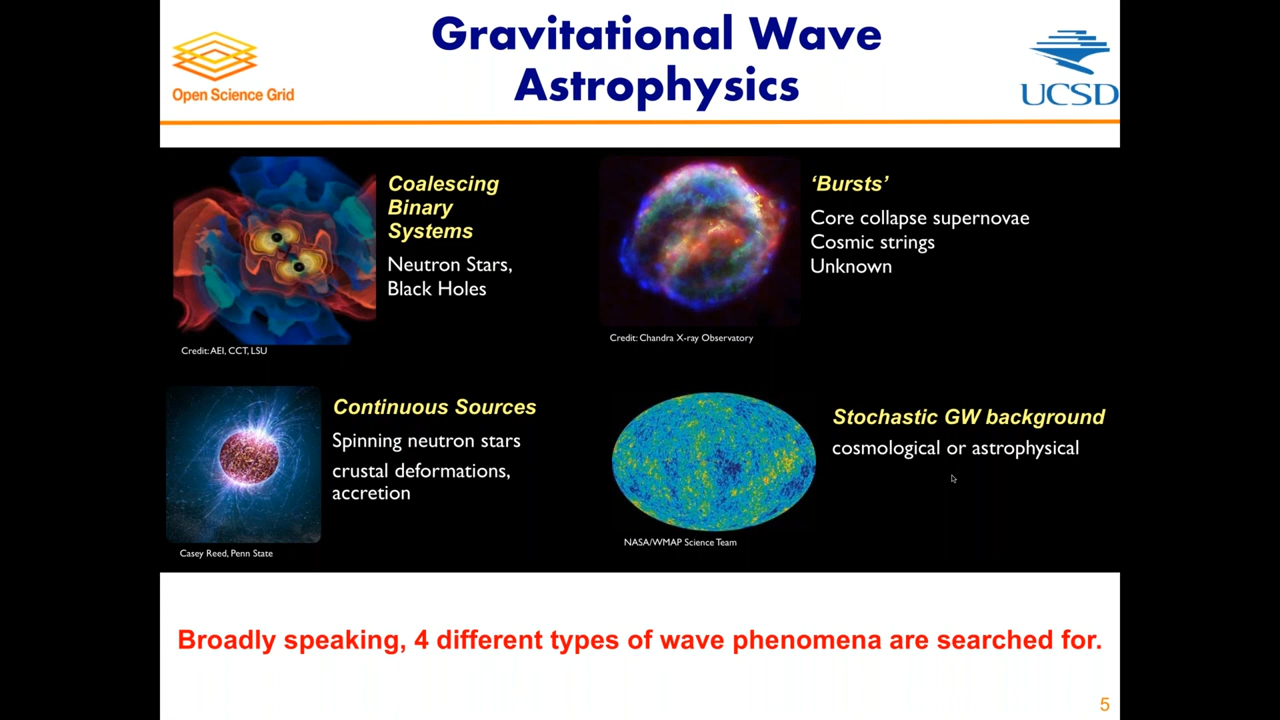 Gravitational Wave
Astrophysics
Open Science Grid
UCSD
Coalescing
Binary
Systems
Neutron Stars,
Black Holes
Credit: AEI, CCT, LSU
‘Bursts’
Core collapse supernovae
Cosmic strings
Unknown
Credit: Chandra X-ray Observatory
Continuous Sources
Spinning neutron stars
crustal deformations,
accretion
Casey Reed, Penn State
Stochastic GW background
cosmological or astrophysical
NASA/WMAP Science Team
Broadly speaking, 4 different types of wave phenomena are searched for.
5